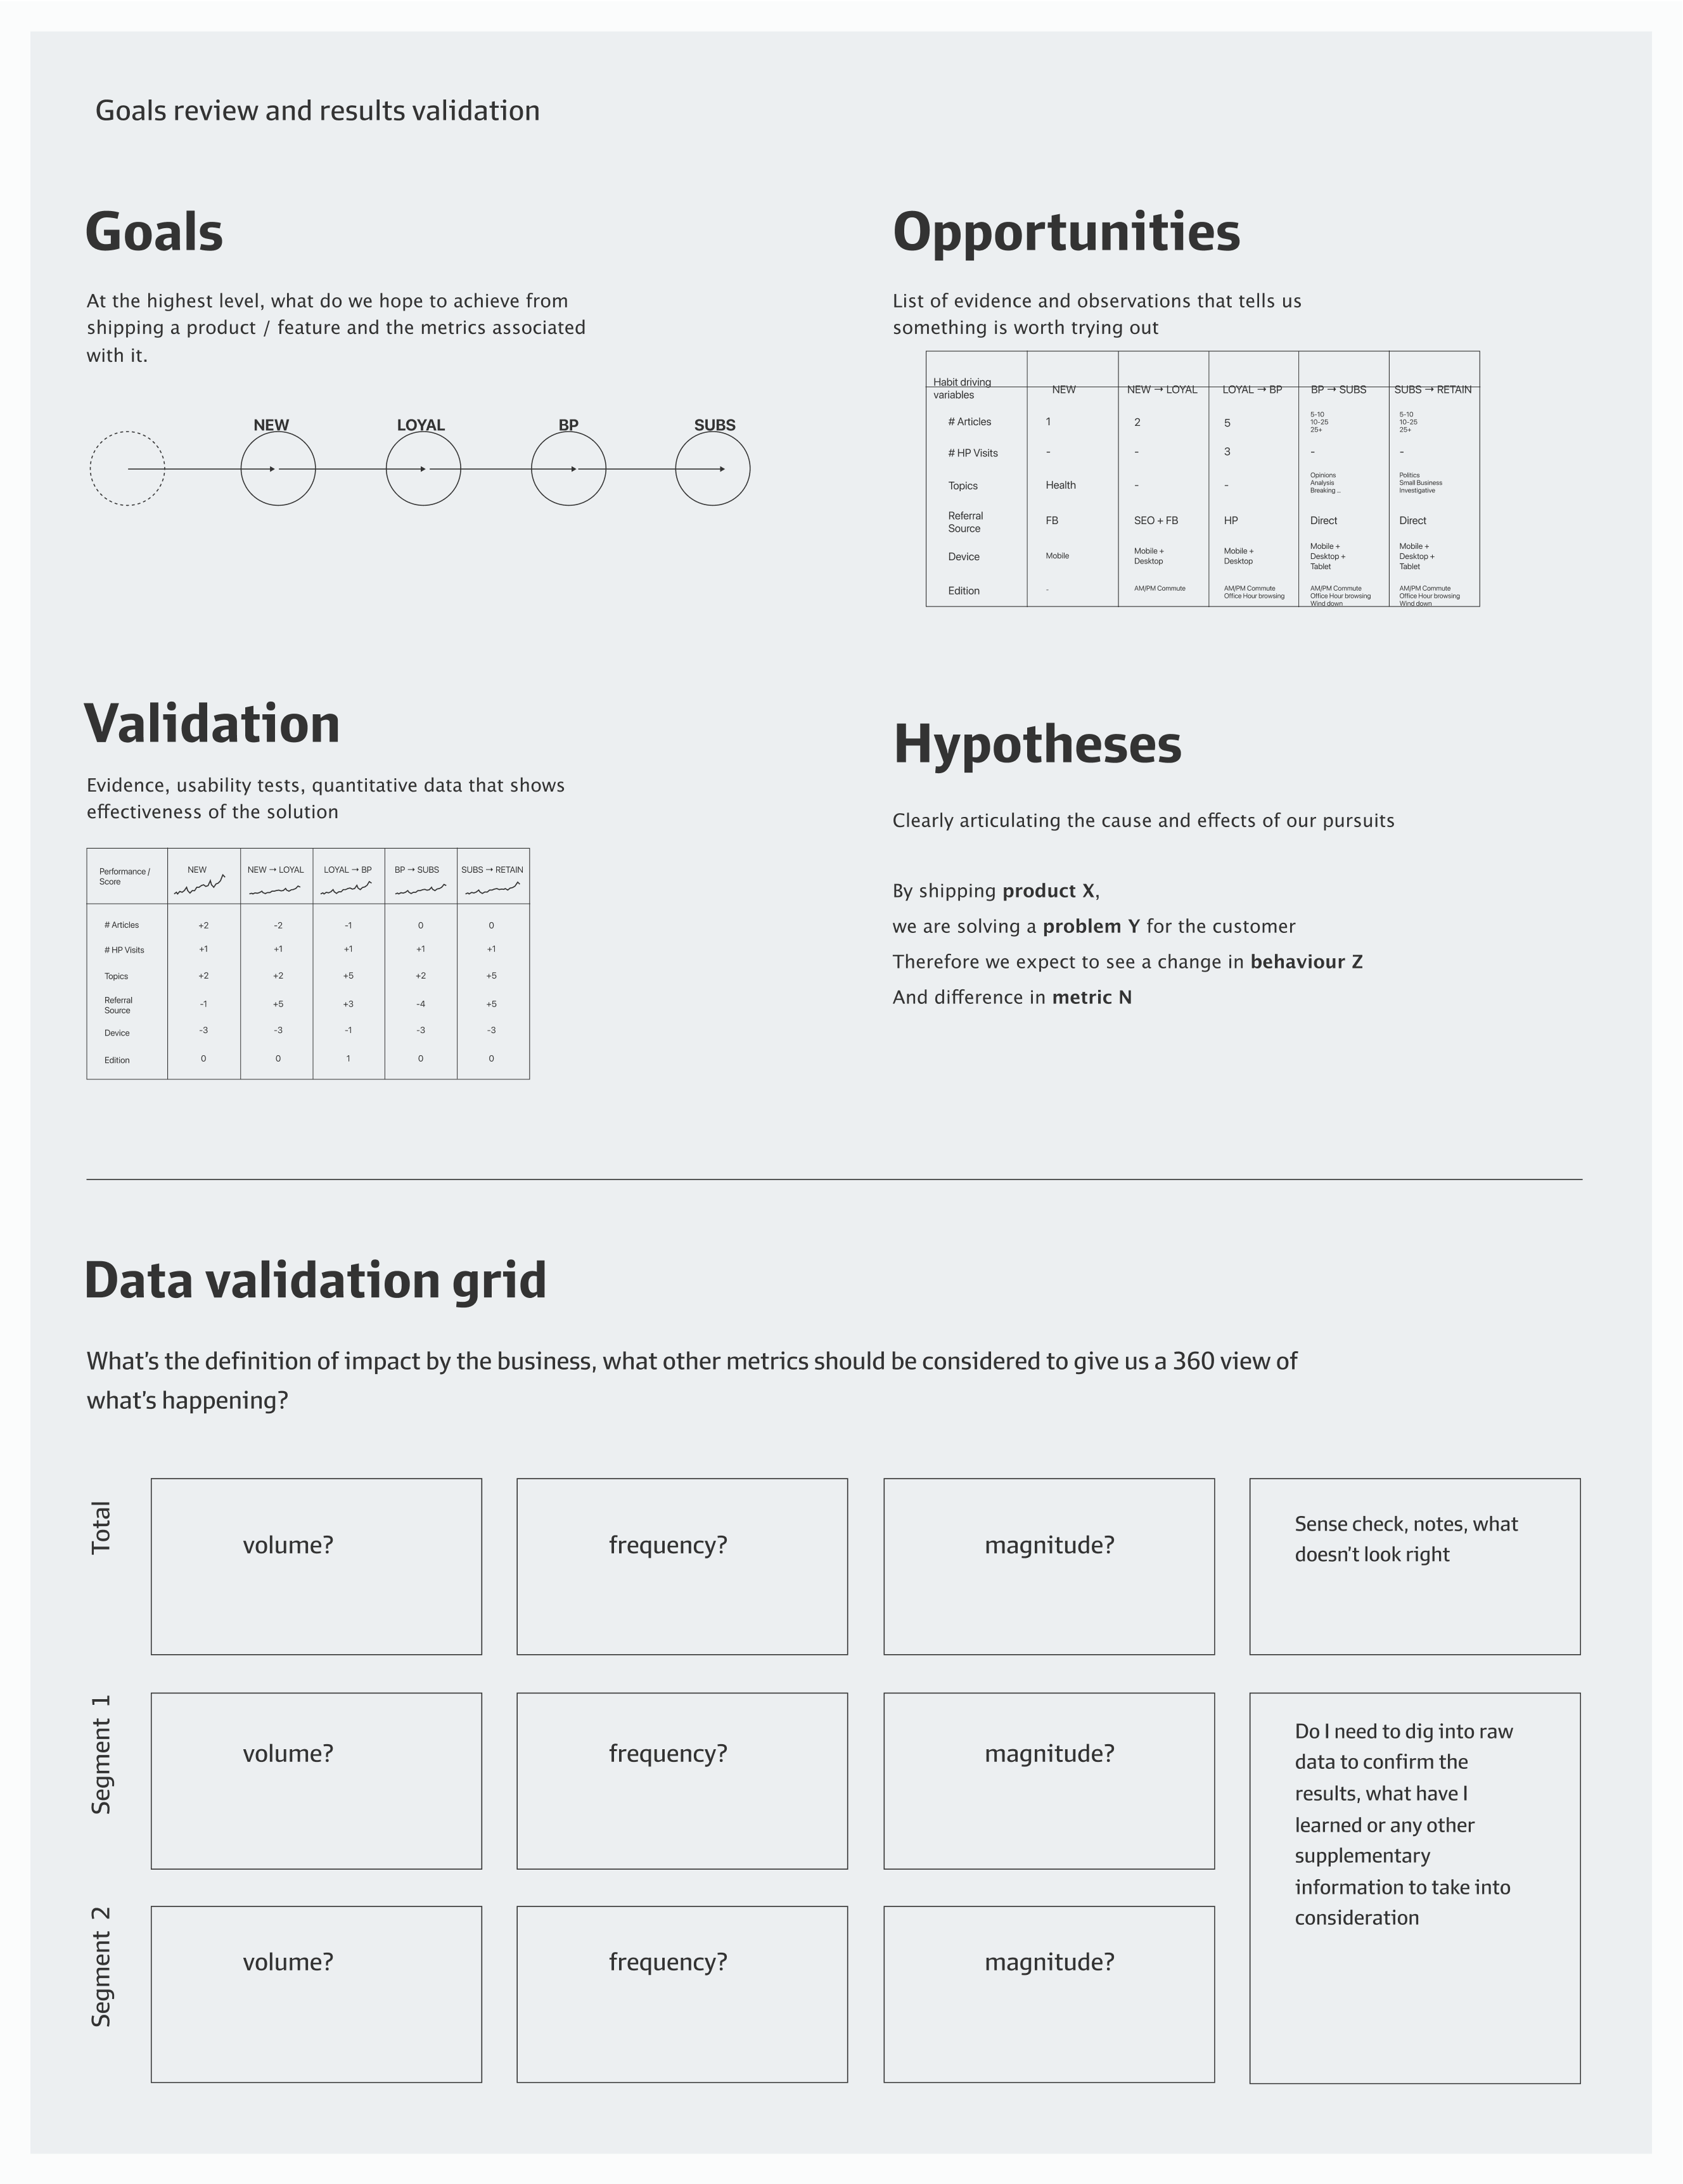 Goals review and results validation
Goals
At the highest level, what do we hope to achieve from
shipping a product / feature and the metrics associated
with it.
NEW LOYAL BP SUBS
Opportunities
List of evidence and observations that tells us
something is worth trying out
Habit driving
variables
NEW NEW → LOYAL LOYAL → BP BP → SUBS SUBS → RETAIN
# Articles 1 2 5
5-10
10-25
25+
5-10
10-25
25+
# HP Visits - - 3 - -
Topics Health - -
Opinions
Analysis
Breaking ...
Politics
Small Business
Investigative
Referral
Source
FB SEO + FB HP Direct Direct
Device Mobile
Mobile +
Desktop
Mobile +
Desktop
Mobile +
Desktop +
Tablet
Mobile +
Desktop +
Tablet
Edition - AM/PM Commute
AM/PM Commute
Office Hour browsing
AM/PM Commute
Office Hour browsing
Wind down
AM/PM Commute
Office Hour browsing
Wind down
Validation
Evidence, usability tests, quantitative data that shows
effectiveness of the solution
Performance /
Score
NEW NEW → LOYAL LOYAL → BP BP → SUBS SUBS → RETAIN
# Articles +2 -2 -1 0 0
# HP Visits +1 +1 +1 +1 +1
Topics +2 +2 +5 +2 +5
Referral
Source
-1 +5 +3 -4 +5
Device -3 -3 -1 -3 -3
Edition 0 0 1 0 0
Hypotheses
Clearly articulating the cause and effects of our pursuits
By shipping product X,
we are solving a problem Y for the customer
Therefore we expect to see a change in behaviour Z
And difference in metric N
Data validation grid
What's the definition of impact by the business, what other metrics should be considered to give us a 360 view of
what's happening?
Total
volume? frequency? magnitude?
Sense check, notes, what
doesn't look right
Segment 1
volume? frequency? magnitude?
Do I need to dig into raw
data to confirm the
results, what have I
learned or any other
supplementary
information to take into
consideration
Segment 2
volume? frequency? magnitude?